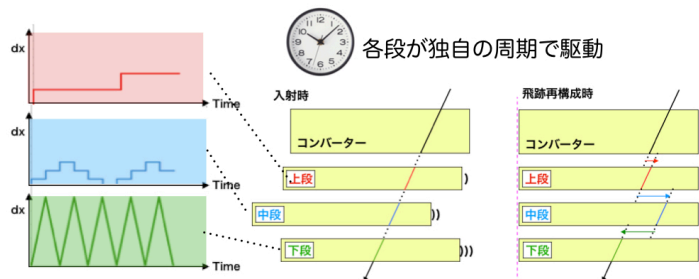 各段が独自の周期で駆動
dx
Time
dx
Time
dx
Time
入射時
コンバーター
上段
)
中段
))
下段
)))
飛跡再構成時
コンバーター
上段
中段
下段